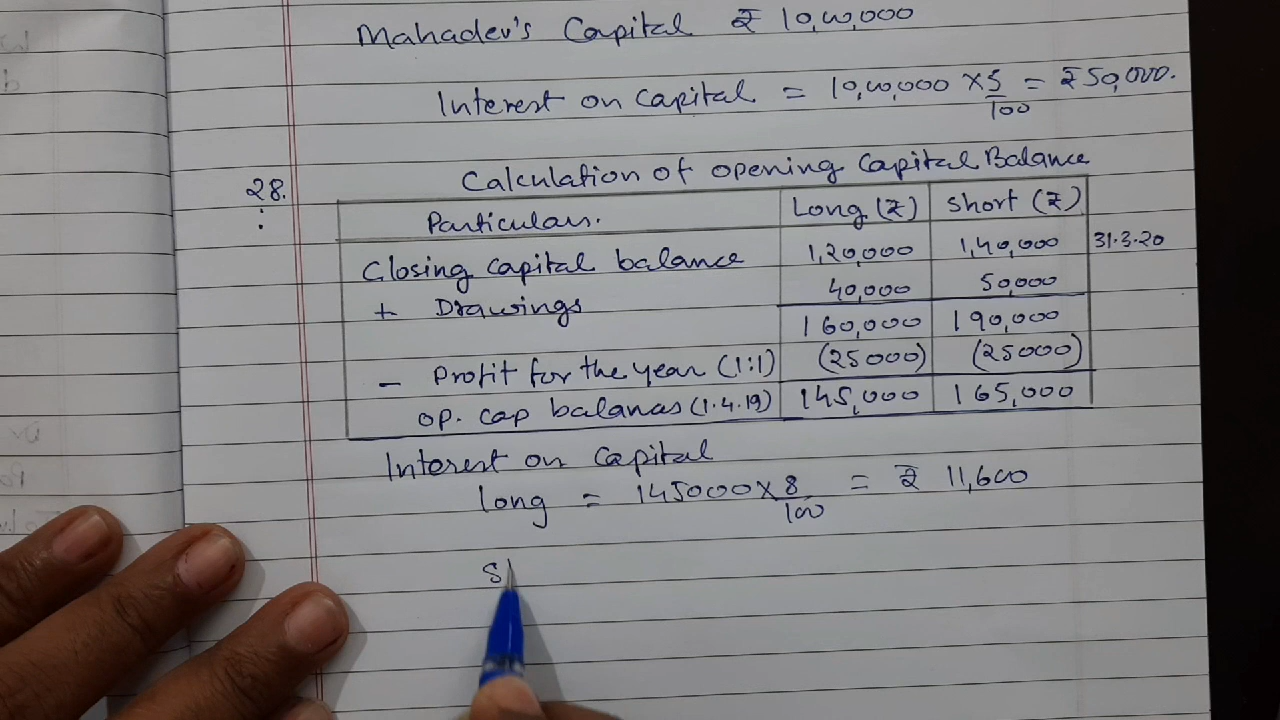 Mahadev's Capital ₹ 10,00,000
Interest on Capital = 10,00,000 × 5/100 = ₹50,000.
28. Calculation of opening Capital Balance
Particulars. Long (₹) Short (₹)
Closing Capital balance 1,20,000 1,40,000 31.3.20
+ Drawings 40,000 50,000
160,000 190,000
- Profit for the year (1:1) (25000) (25000)
Op. cap balances (1.4.19) 145,000 165,000
Interest on Capital
Long = 145000 × 8/100 = ₹ 11,600
Sh